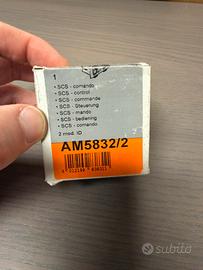 1
• SCS - comando
• SCS - control
• SCS - commande
• SCS - Steuerung
• SCS - mando
• SCS - bediening
• SCS - comando
2 mod. ID
AM5832/2
subito